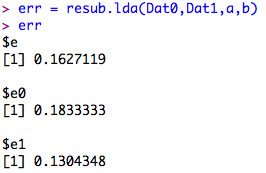 > err = resub.lda(Dat0,Dat1,a,b)
> err
$e
[1] 0.1627119
$e0
[1] 0.1833333
$e1
[1] 0.1304348